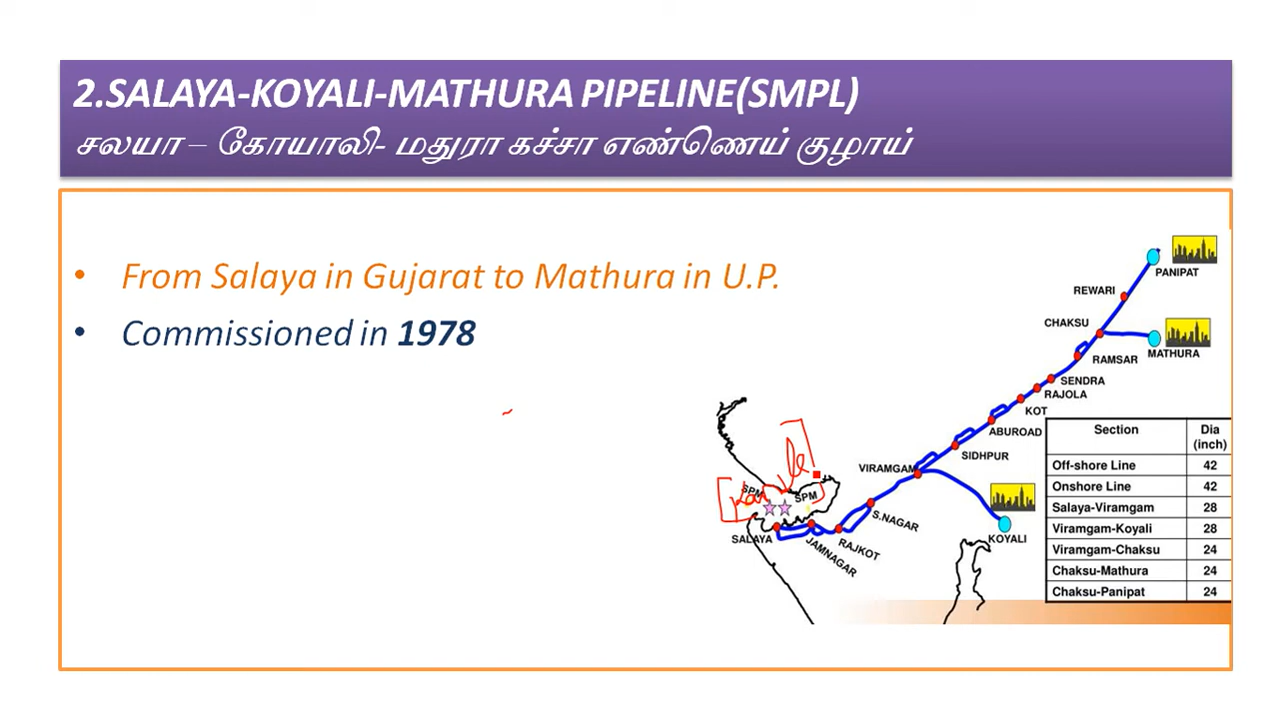 2.SALAYA-KOYALI-MATHURA PIPELINE(SMPL)
சலயா – கோயாலி- மதுரா கச்சா எண்ணெய் குழாய்
• From Salaya in Gujarat to Mathura in U.P.
• Commissioned in 1978
PANIPAT
REWARI
CHAKSU
MATHURA
RAMSAR
SENDRA
RAJOLA
KOT
ABUROAD
SIDHPUR
VIRAMGAM
SPM
SPM
S.NAGAR
SALAYA
JAMNAGAR
RAJKOT
KOYALI
Section Dia (inch)
Off-shore Line 42
Onshore Line 42
Salaya-Viramgam 28
Viramgam-Koyali 28
Viramgam-Chaksu 24
Chaksu-Mathura 24
Chaksu-Panipat 24